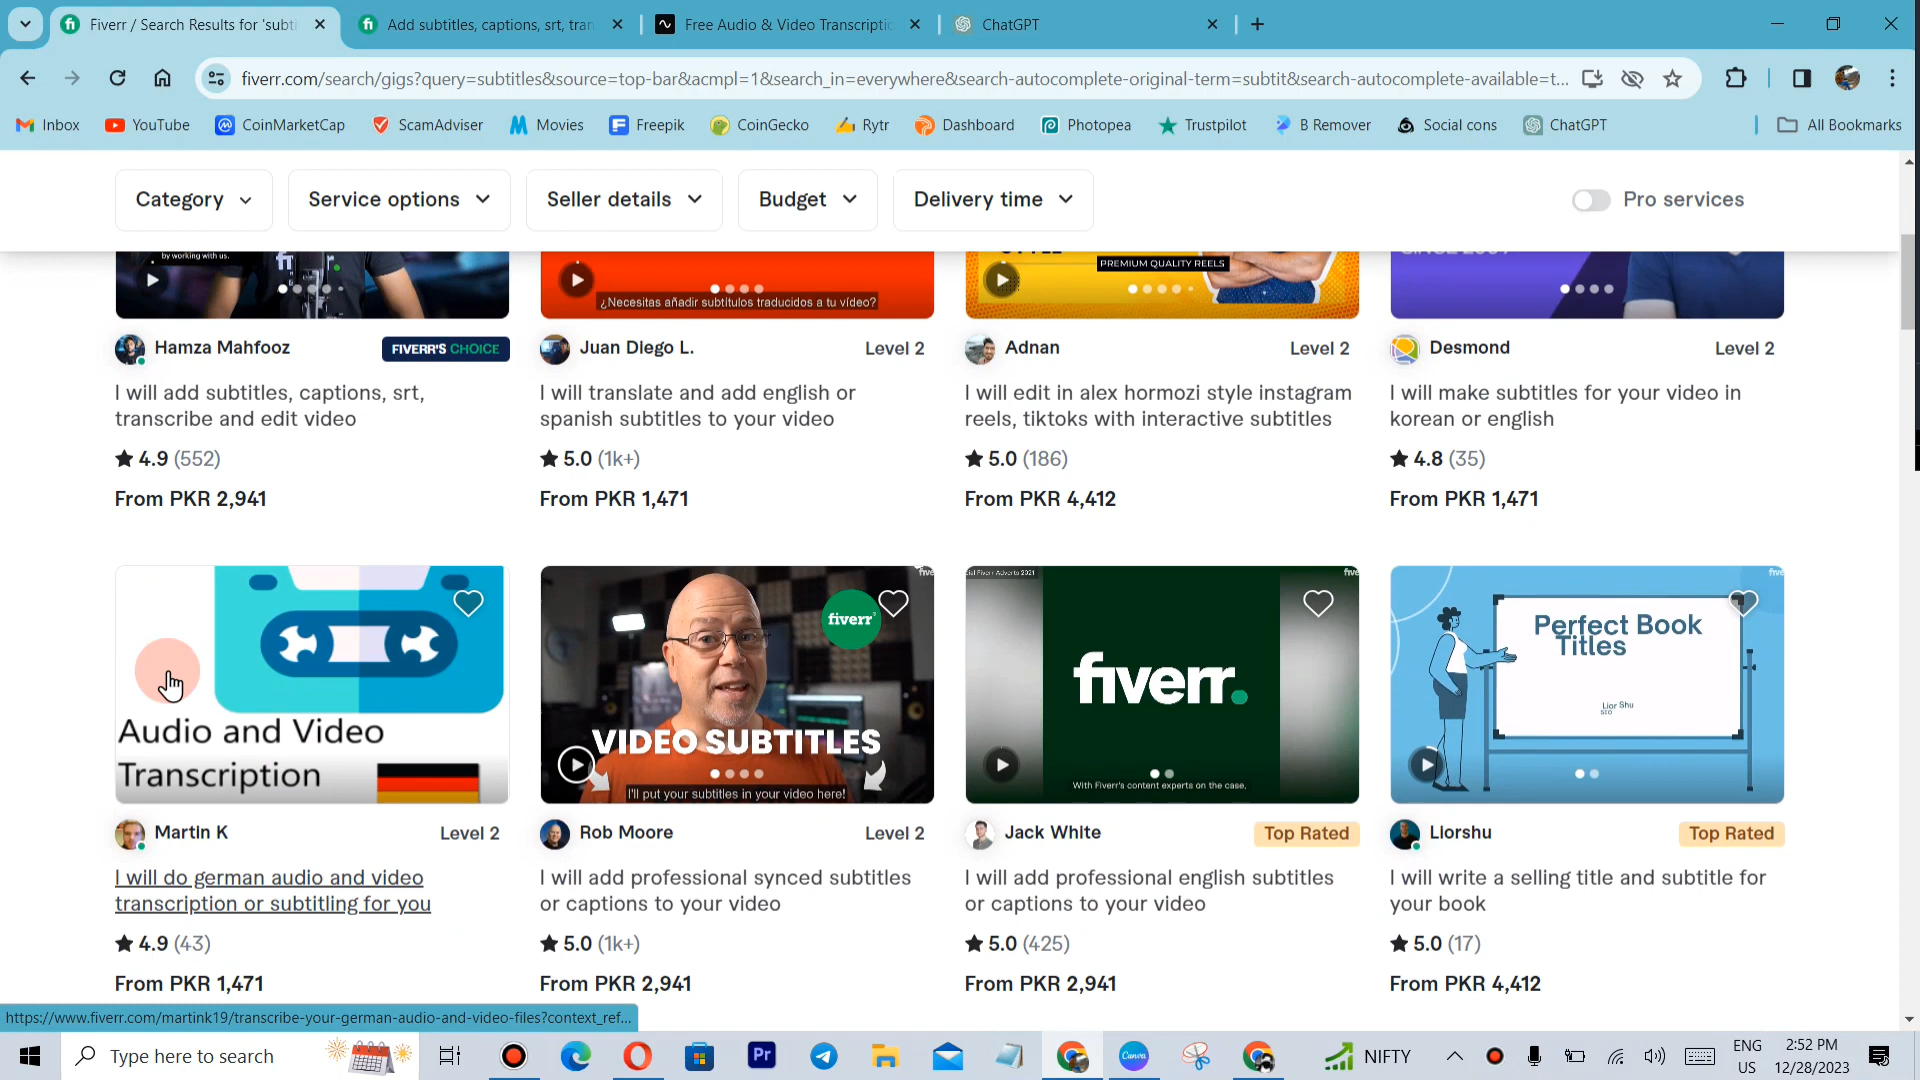 Fiverr / Search Results for 'subti
Add subtitles, captions, srt, tran
Free Audio & Video Transcriptio
ChatGPT
fiverr.com/search/gigs?query=subtitles&source=top-bar&acmpl=1&search_in=everywhere&search-autocomplete-original-term=subtit&search-autocomplete-available=t...
Inbox
YouTube
CoinMarketCap
ScamAdviser
Movies
Freepik
CoinGecko
Rytr
Dashboard
Photopea
Trustpilot
B Remover
Social cons
ChatGPT
All Bookmarks
Category
Service options
Seller details
Budget
Delivery time
Pro services
by working with us.
fi
¿Necesitas añadir subtítulos traducidos a tu vídeo?
PREMIUM QUALITY REELS
Hamza Mahfooz
FIVERR'S CHOICE
I will add subtitles, captions, srt,
transcribe and edit video
4.9 (552)
From PKR 2,941
Juan Diego L.
Level 2
I will translate and add english or
spanish subtitles to your video
5.0 (1k+)
From PKR 1,471
Adnan
Level 2
I will edit in alex hormozi style instagram
reels, tiktoks with interactive subtitles
5.0 (186)
From PKR 4,412
Desmond
Level 2
I will make subtitles for your video in
korean or english
4.8 (35)
From PKR 1,471
Audio and Video
Transcription
Martin K
Level 2
I will do german audio and video
transcription or subtitling for you
4.9 (43)
From PKR 1,471
fiverr
VIDEO SUBTITLES
I'll put your subtitles in your video here!
Rob Moore
Level 2
I will add professional synced subtitles
or captions to your video
5.0 (1k+)
From PKR 2,941
cial Fiverr Adverto 2021
fiverr.
With Fiverr's content experts on the case,
Jack White
Top Rated
I will add professional english subtitles
or captions to your video
5.0 (425)
From PKR 2,941
Perfect Book
Titles
Lior Shu
SEO
Liorshu
Top Rated
I will write a selling title and subtitle for
your book
5.0 (17)
From PKR 4,412
https://www.fiverr.com/martink19/transcribe-your-german-audio-and-video-files?context_ref...
Type here to search
Pr
Canva
NIFTY
ENG
US
2:52 PM
12/28/2023